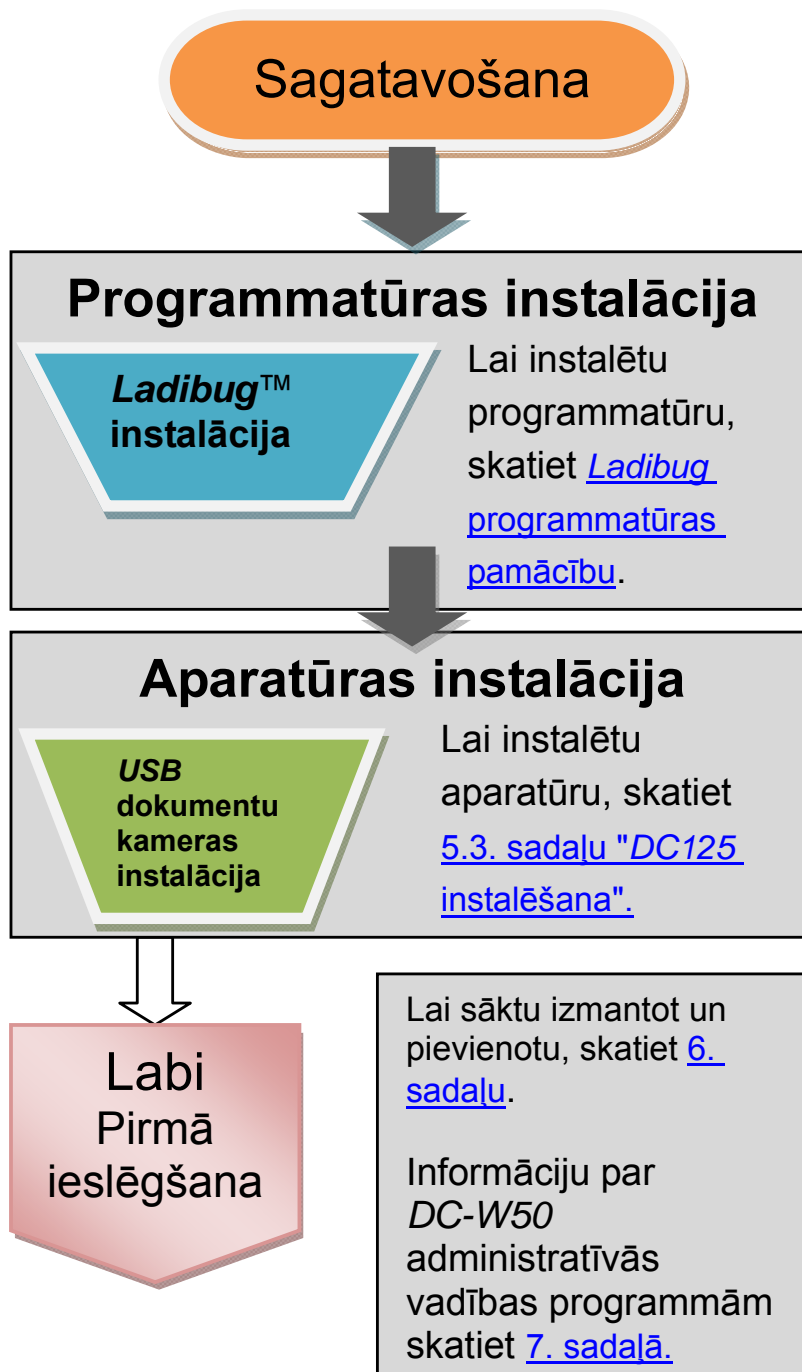 Sagatavošana
Programmatūras instalācija
Ladibug™
instalācija
Lai instalētu
programmatūru,
skatiet Ladibug
programmatūras
pamācību.
Aparatūras instalācija
USB
dokumentu
kameras
instalācija
Lai instalētu
aparatūru, skatiet
5.3. sadaļu "DC125
instalēšana".
Labi
Pirmā
ieslēgšana
Lai sāktu izmantot un
pievienotu, skatiet 6.
sadaļu.
Informāciju par
DC-W50
administratīvās
vadības programmām
skatiet 7. sadaļā.